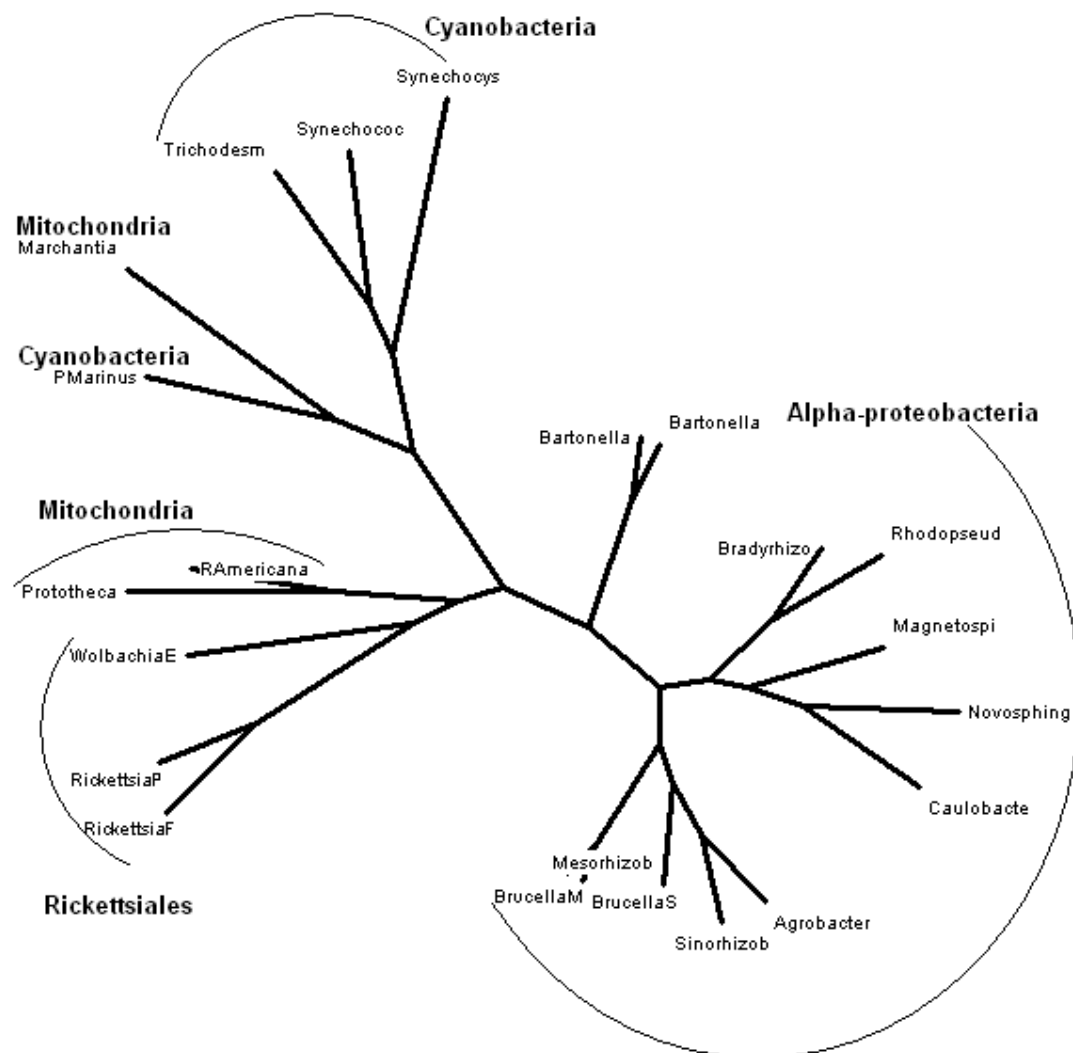 Cyanobacteria
Synechocys
Synechococ
Trichodesm
Mitochondria
Marchantia
Cyanobacteria
PMarinus
Alpha-proteobacteria
Bartonella
Bartonella
Mitochondria
RAmericana
Prototheca
Bradyrhizo
Rhodopseud
Magnetospi
WolbachiaE
Novosphing
RickettsiaP
Caulobacte
RickettsiaF
Mesorhizob
BrucellaM
BrucellaS
Agrobacter
Sinorhizob
Rickettsiales